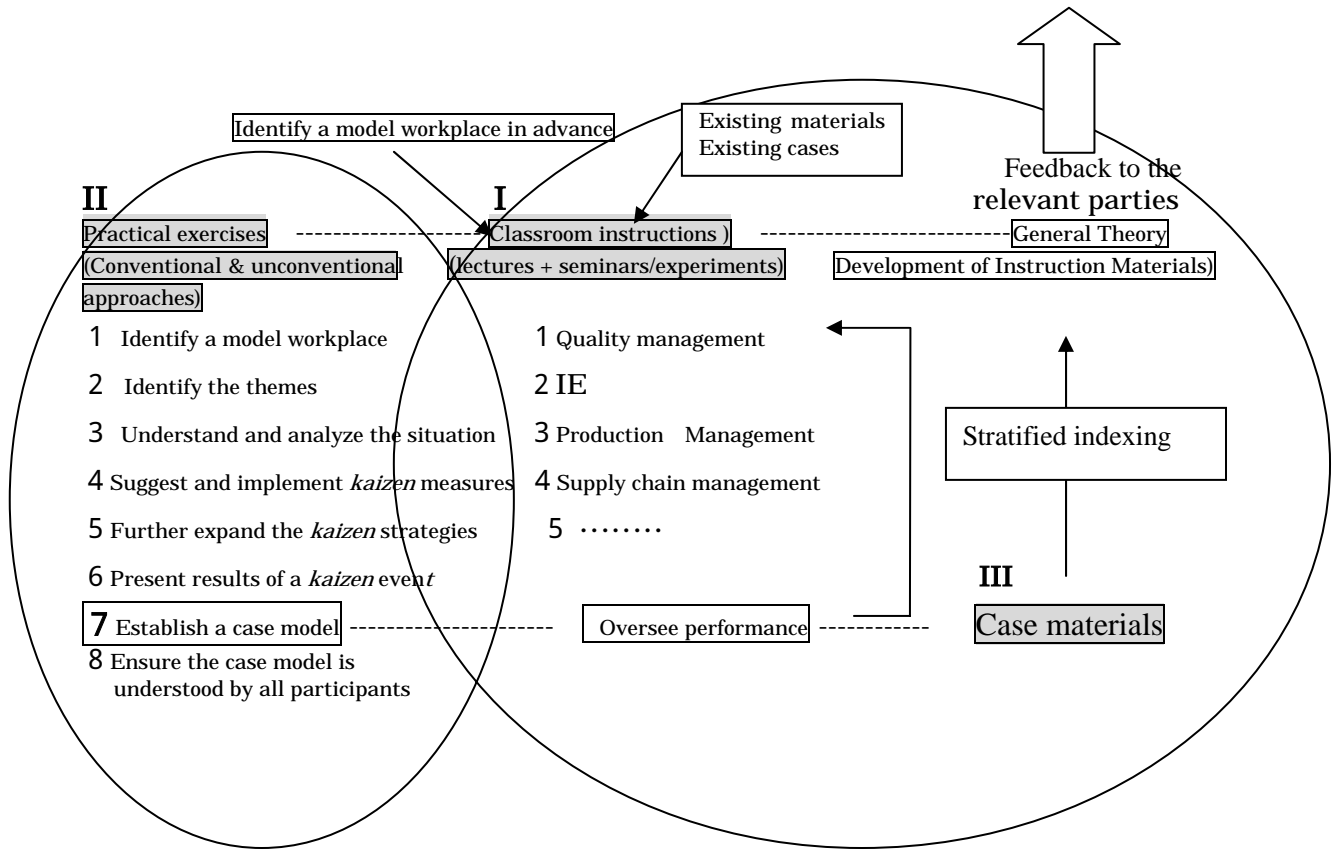 Identify a model workplace in advance
Existing materials
Existing cases
Feedback to the
relevant parties
II
Practical exercises
(Conventional & unconventional
approaches)
1 Identify a model workplace
2 Identify the themes
3 Understand and analyze the situation
4 Suggest and implement kaizen measures
5 Further expand the kaizen strategies
6 Present results of a kaizen event
7 Establish a case model
8 Ensure the case model is
understood by all participants
I
Classroom instructions )
(lectures + seminars/experiments)
1 Quality management
2 IE
3 Production Management
4 Supply chain management
5 ········
Oversee performance
General Theory
Development of Instruction Materials)
Stratified indexing
III
Case materials